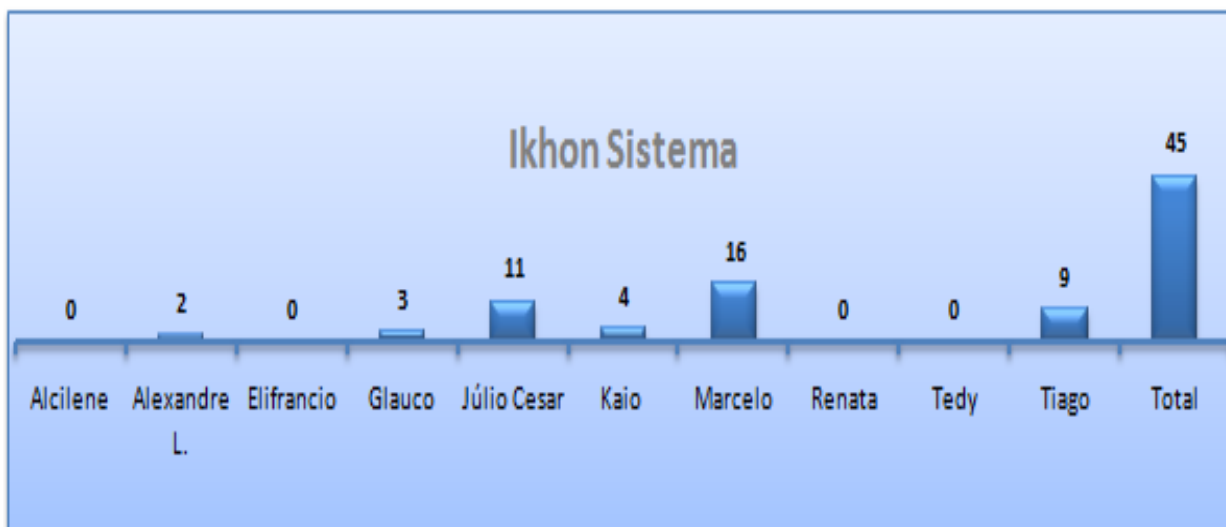 Ikhon Sistema
0
2
0
3
11
4
16
0
0
9
45
Alcilene
Alexandre
L.
Elifrancio
Glauco
Júlio Cesar
Kaio
Marcelo
Renata
Tedy
Tiago
Total